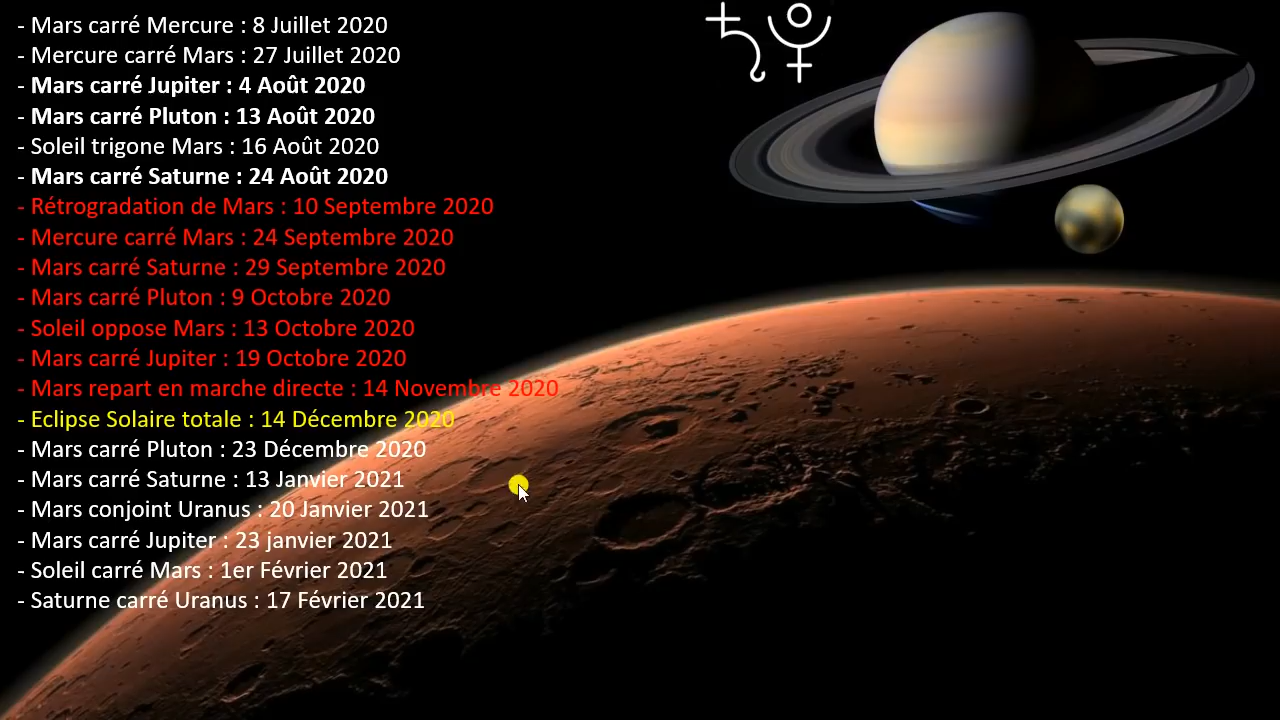 - Mars carré Mercure : 8 Juillet 2020
- Mercure carré Mars : 27 Juillet 2020
- Mars carré Jupiter : 4 Août 2020
- Mars carré Pluton : 13 Août 2020
- Soleil trigone Mars : 16 Août 2020
- Mars carré Saturne : 24 Août 2020
- Rétrogradation de Mars : 10 Septembre 2020
- Mercure carré Mars : 24 Septembre 2020
- Mars carré Saturne : 29 Septembre 2020
- Mars carré Pluton : 9 Octobre 2020
- Soleil oppose Mars : 13 Octobre 2020
- Mars carré Jupiter : 19 Octobre 2020
- Mars repart en marche directe : 14 Novembre 2020
- Eclipse Solaire totale : 14 Décembre 2020
- Mars carré Pluton : 23 Décembre 2020
- Mars carré Saturne : 13 Janvier 2021
- Mars conjoint Uranus : 20 Janvier 2021
- Mars carré Jupiter : 23 janvier 2021
- Soleil carré Mars : 1er Février 2021
- Saturne carré Uranus : 17 Février 2021